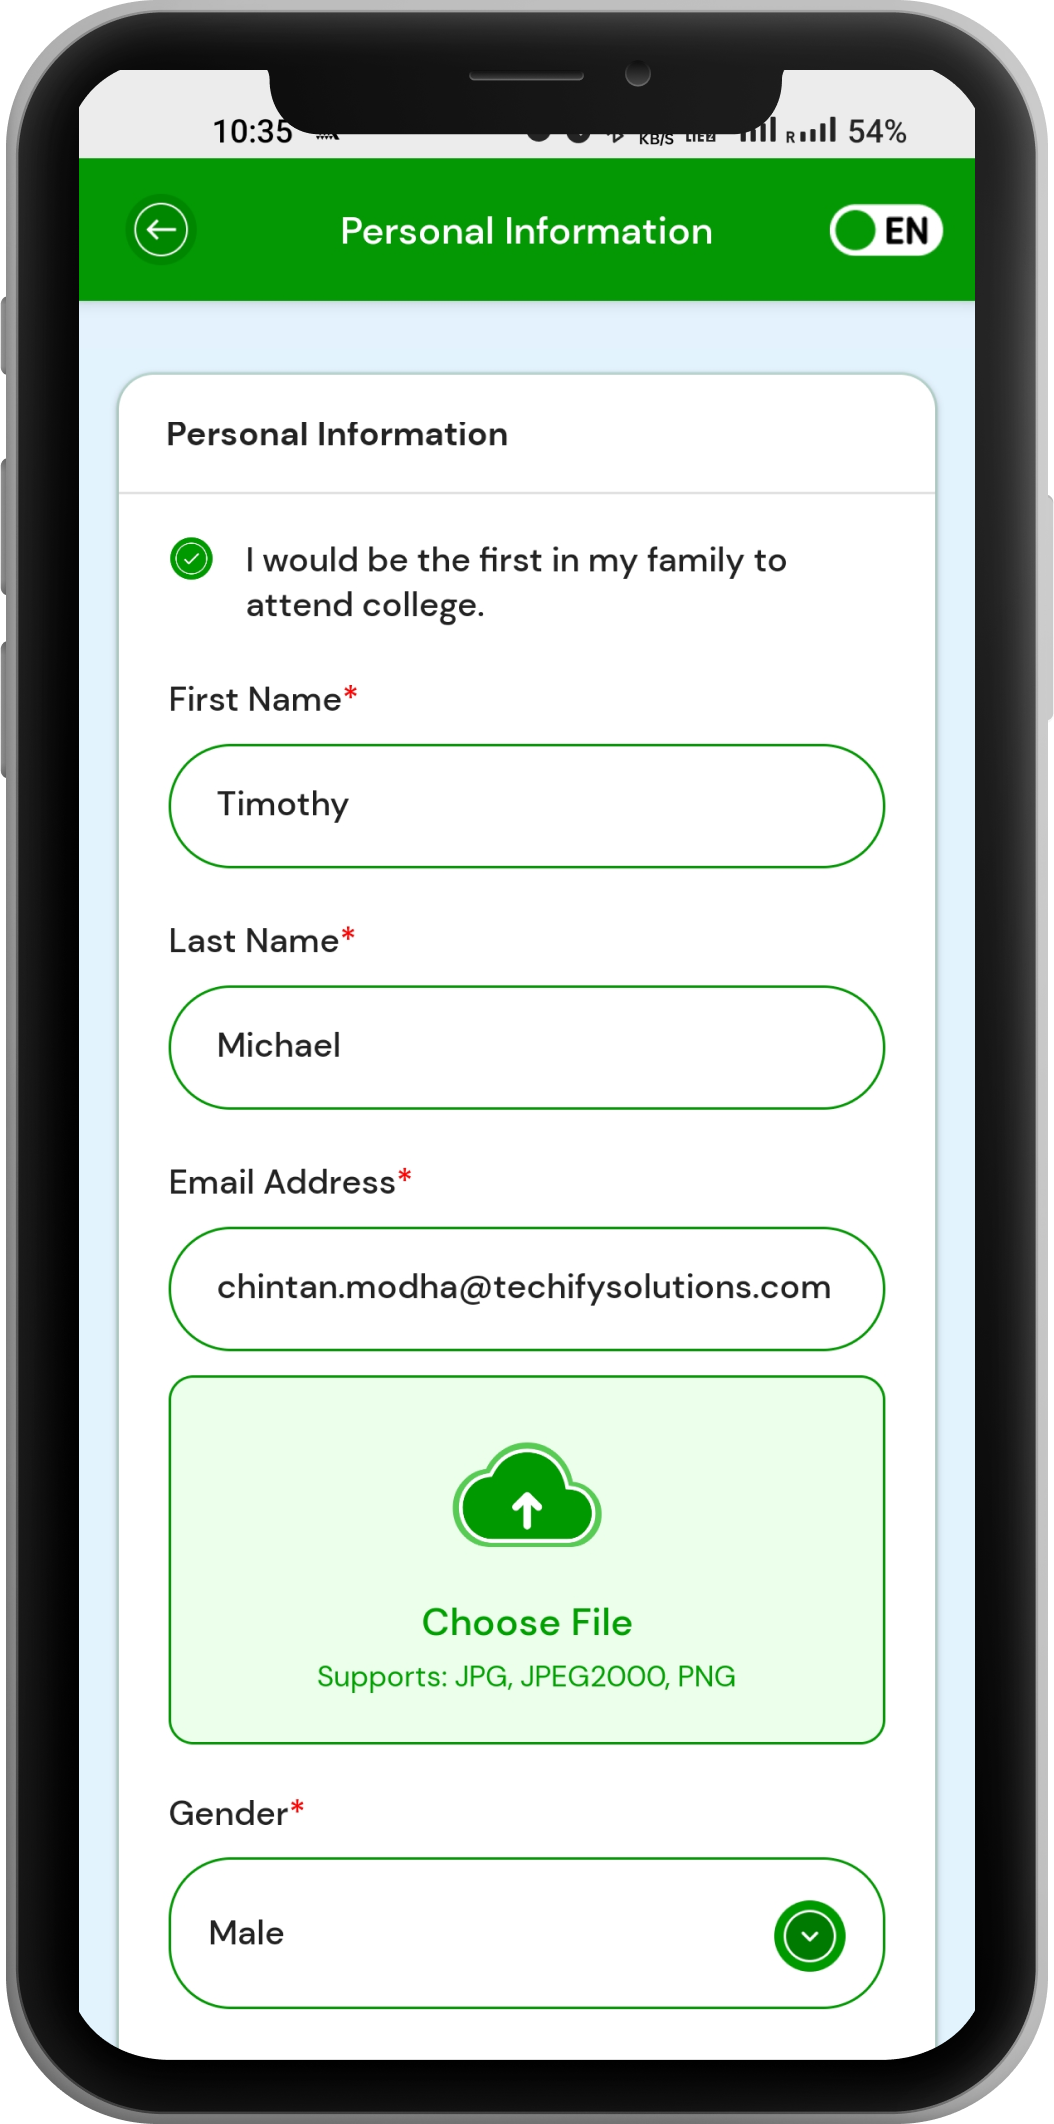 10:35
KB/S
R
54%
Personal Information
EN
Personal Information
I would be the first in my family to
attend college.
First Name*
Timothy
Last Name*
Michael
Email Address*
chintan.modha@techifysolutions.com
Choose File
Supports: JPG, JPEG2000, PNG
Gender*
Male